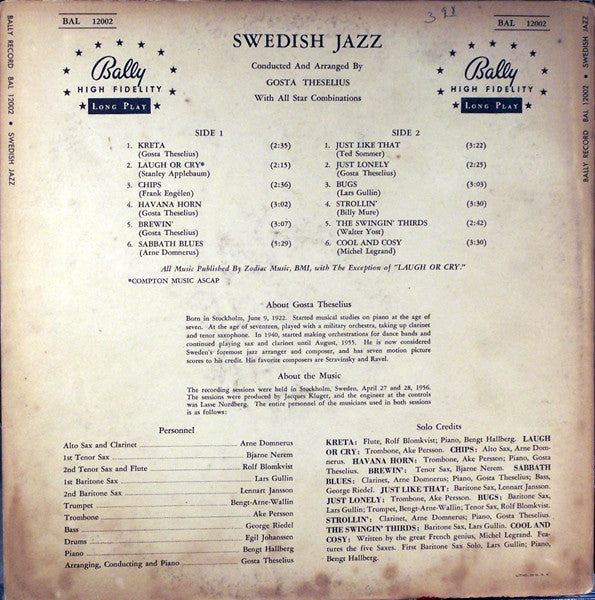 BAL 12002
398
BAL 12002
SWEDISH JAZZ
Conducted And Arranged By
GOSTA THESELIUS
With All Star Combinations
Bally
HIGH FIDELITY
LONG PLAY
Bally
HIGH FIDELITY
LONG PLAY
BALLY RECORD BAL 12002 • SWEDISH JAZZ
BALLY RECORD BAL 12002 • SWEDISH JAZZ
SIDE 1
1. KRETA (2:35)
(Gosta Theselius)
2. LAUGH OR CRY* (2:15)
(Stanley Applebaum)
3. CHIPS (2:36)
(Frank Engélen)
4. HAVANA HORN (3:02)
(Gosta Theselius)
5. BREWIN' (3:07)
(Gosta Theselius)
6. SABBATH BLUES (5:29)
(Arne Domnerus)
SIDE 2
1. JUST LIKE THAT (3:22)
(Ted Sommer)
2. JUST LONELY (2:25)
(Gosta Theselius)
3. BUGS (3:03)
(Lars Gullin)
4. STROLLIN' (3:30)
(Billy Mure)
5. THE SWINGIN' THIRDS (2:42)
(Walter Yost)
6. COOL AND COSY (3:30)
(Michel Legrand)
All Music Published By Zodiac Music, BMI, with The Exception of "LAUGH OR CRY."
*COMPTON MUSIC ASCAP
About Gosta Theselius
Born in Stockholm, June 9, 1922. Started musical studies on piano at the age of
seven. At the age of seventeen, played with a military orchestra, taking up clarinet
and tenor saxophone. In 1940, started making orchestrations for dance bands and
continued playing sax and clarinet until August, 1955. He is now considered
Sweden's foremost jazz arranger and composer, and has seven motion picture
scores to his credit. His favorite composers are Stravinsky and Ravel.
About the Music
The recording sessions were held in Stockholm, Sweden, April 27 and 28, 1956.
The sessions were produced by Jacques Kluger, and the engineer at the controls
was Lasse Nordberg. The entire personnel of the musicians used in both sessions
is as follows:
Personnel
Alto Sax and Clarinet Arne Domnerus
1st Tenor Sax Bjarne Nerem
2nd Tenor Sax and Flute Rolf Blomkvist
1st Baritone Sax Lars Gullin
2nd Baritone Sax Lennart Jansson
Trumpet Bengt-Arne-Wallin
Trombone Ake Persson
Bass George Riedel
Drums Egil Johanssen
Piano Bengt Hallberg
Arranging, Conducting and Piano Gosta Theselius
Solo Credits
KRETA: Flute, Rolf Blomkvist; Piano, Bengt Hallberg. LAUGH
OR CRY: Trombone, Ake Persson. CHIPS: Alto Sax, Arne Dom-
nerus. HAVANA HORN: Trombone, Ake Persson; Piano, Gosta
Theselius. BREWIN': Tenor Sax, Bjarne Nerem. SABBATH
BLUES: Clarinet, Arne Domnerus; Piano, Gosta Theselius; Bass,
George Riedel. JUST LIKE THAT: Baritone Sax, Lennart Jansson.
JUST LONELY: Trombone, Ake Persson. BUGS: Baritone Sax,
Lars Gullin; Trumpet, Bengt-Arne-Wallin; Tenor Sax, Rolf Blomkvist.
STROLLIN': Clarinet, Arne Domnerus; Piano, Gosta Theselius.
THE SWINGIN' THIRDS: Baritone Sax, Lars Gullin. COOL AND
COSY: Written by the great French genius, Michel Legrand. Fea-
tures the five Saxes. First Baritone Sax Solo, Lars Gullin; Piano,
Bengt Hallberg.